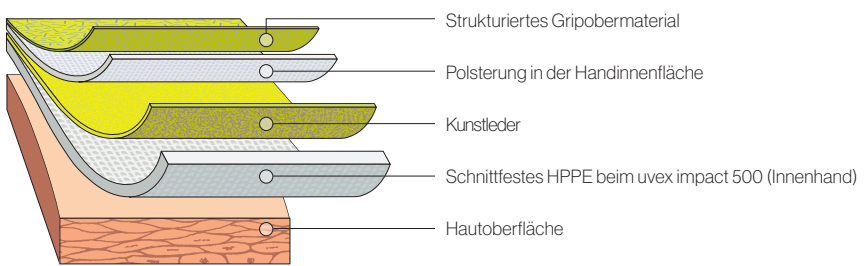 Strukturiertes Gripobermaterial
Polsterung in der Handinnenfläche
Kunstleder
Schnittfestes HPPE beim uvex impact 500 (Innenhand)
Hautoberfläche